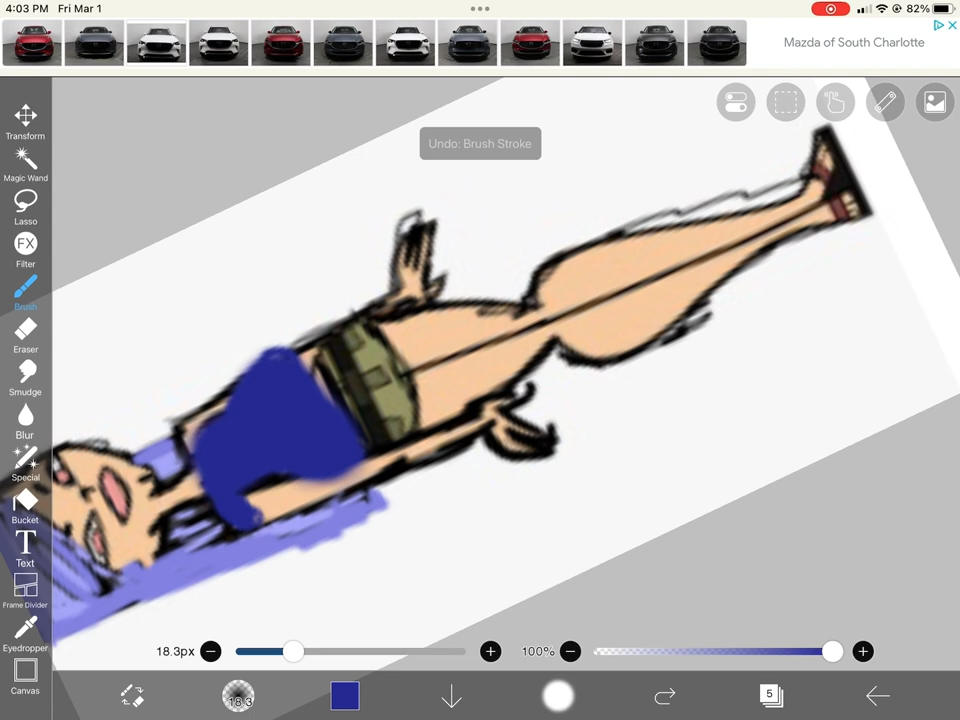 4:03 PM Fri Mar 1
82%
Mazda of South Charlotte
Undo: Brush Stroke
Transform
Magic Wand
Lasso
FX
Filter
Brush
Eraser
Smudge
Blur
Special
Bucket
T
Text
Frame Divider
Eyedropper
Canvas
18.3px
100%
18.3
5